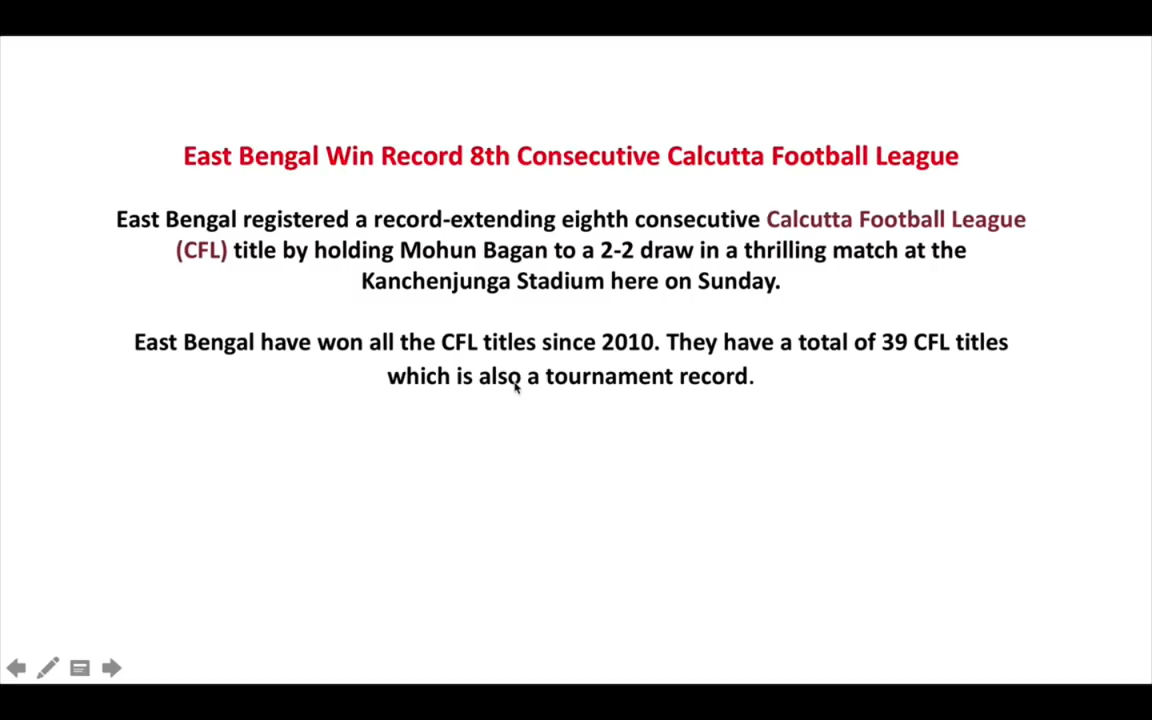 East Bengal Win Record 8th Consecutive Calcutta Football League
East Bengal registered a record-extending eighth consecutive Calcutta Football League
(CFL) title by holding Mohun Bagan to a 2-2 draw in a thrilling match at the
Kanchenjunga Stadium here on Sunday.
East Bengal have won all the CFL titles since 2010. They have a total of 39 CFL titles
which is also a tournament record.